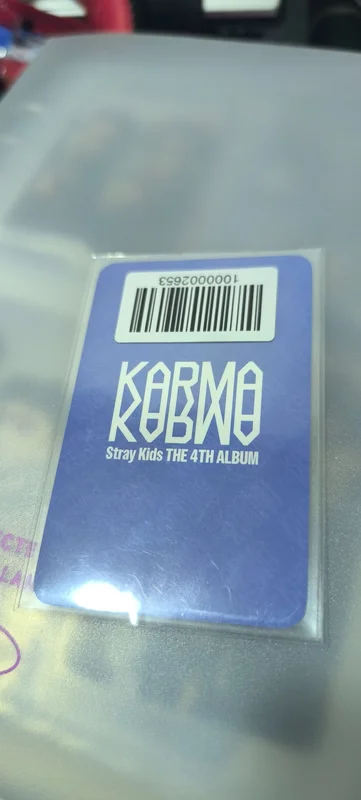 1000002653
KARMA
KARMA
Stray Kids THE 4TH ALBUM